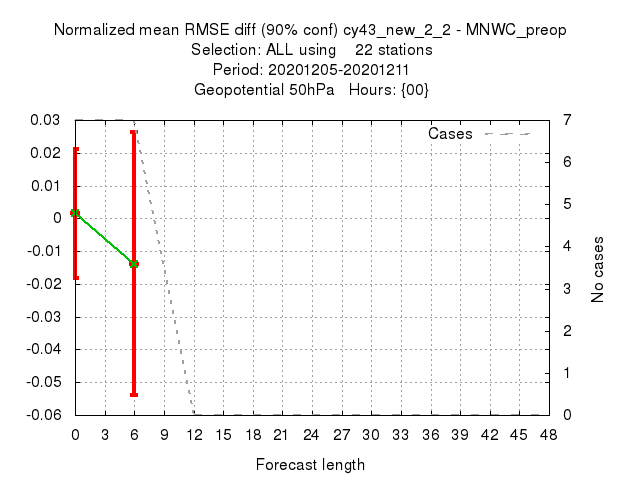 Normalized mean RMSE diff (90% conf) cy43_new_2_2 - MNWC_preop
Selection: ALL using    22 stations
Period: 20201205-20201211
Geopotential 50hPa   Hours: {00}
Cases
0.03
0.02
0.01
0
-0.01
-0.02
-0.03
-0.04
-0.05
-0.06
7
6
5
4
3
2
1
0
No cases
0 3 6 9 12 15 18 21 24 27 30 33 36 39 42 45 48
Forecast length